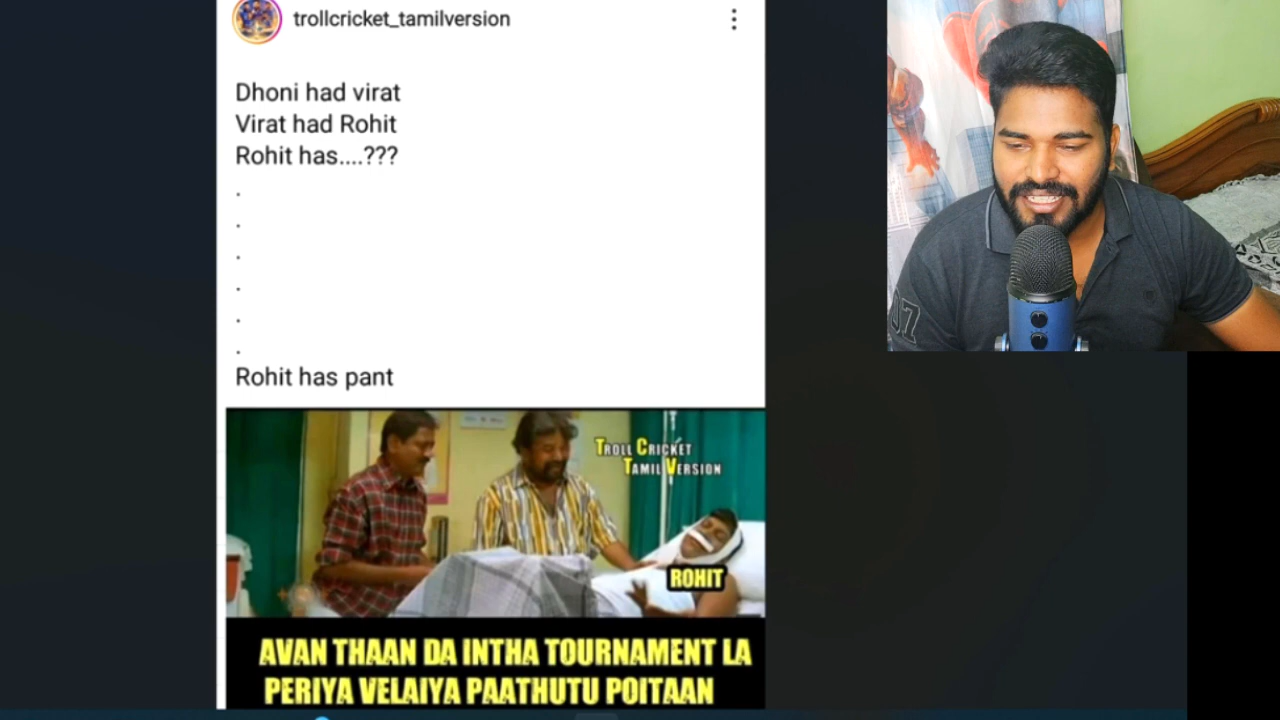 trollcricket_tamilversion
Dhoni had virat
Virat had Rohit
Rohit has....???
.
.
.
.
.
.
Rohit has pant
TROLL CRICKET
TAMIL VERSION
ROHIT
AVAN THAAN DA INTHA TOURNAMENT LA
PERIYA VELAIYA PAATHUTU POITAAN
07